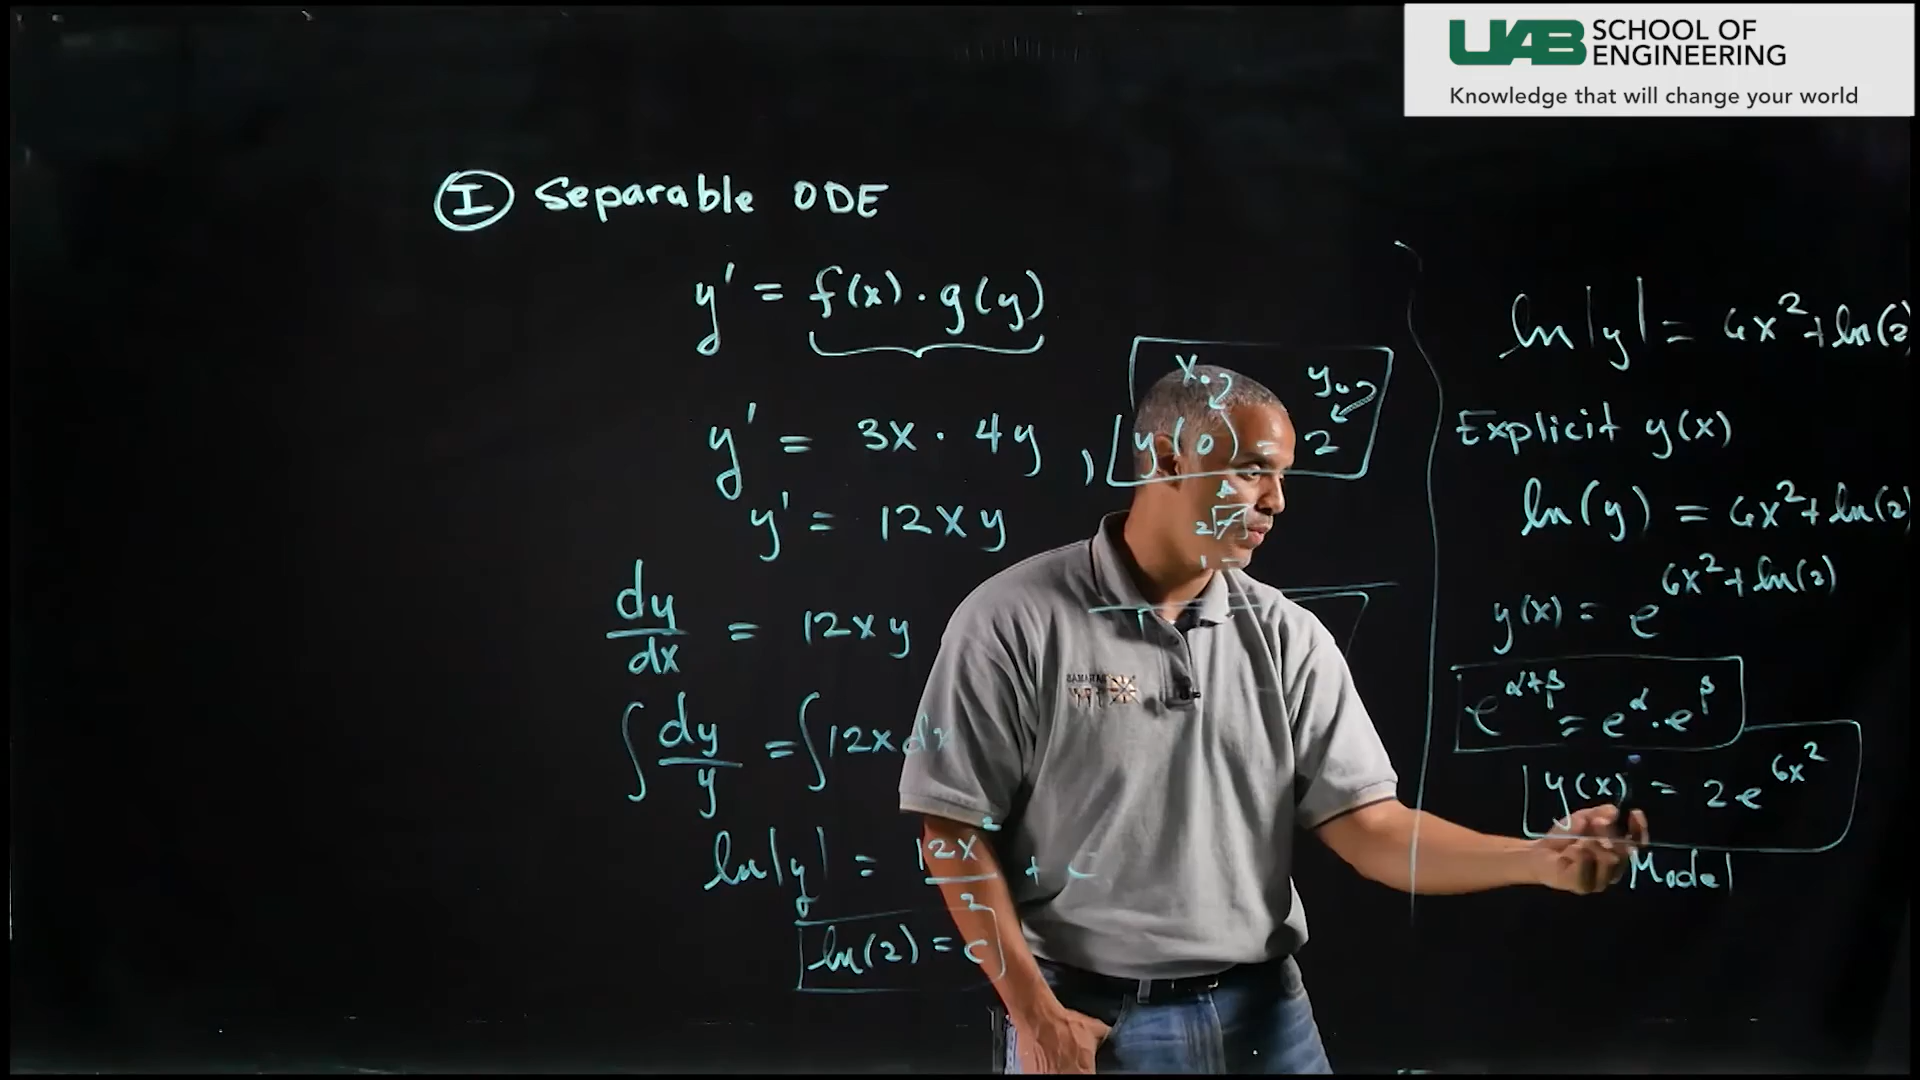 UAB SCHOOL OF ENGINEERING
Knowledge that will change your world
I Separable ODE
y' = f(x) · g(y)
x₀ y₀
y' = 3x · 4y , y(0) = 2
y' = 12xy
dy/dx = 12xy
∫ dy/y = ∫ 12x dx
ln|y| = 12x²/2 + C
ln(2) = C
ln|y| = 6x² + ln(2)
Explicit y(x)
ln(y) = 6x² + ln(2)
y(x) = e^{6x² + ln(2)}
e^{α+β} = e^α · e^β
y(x) = 2e^{6x²}
Model